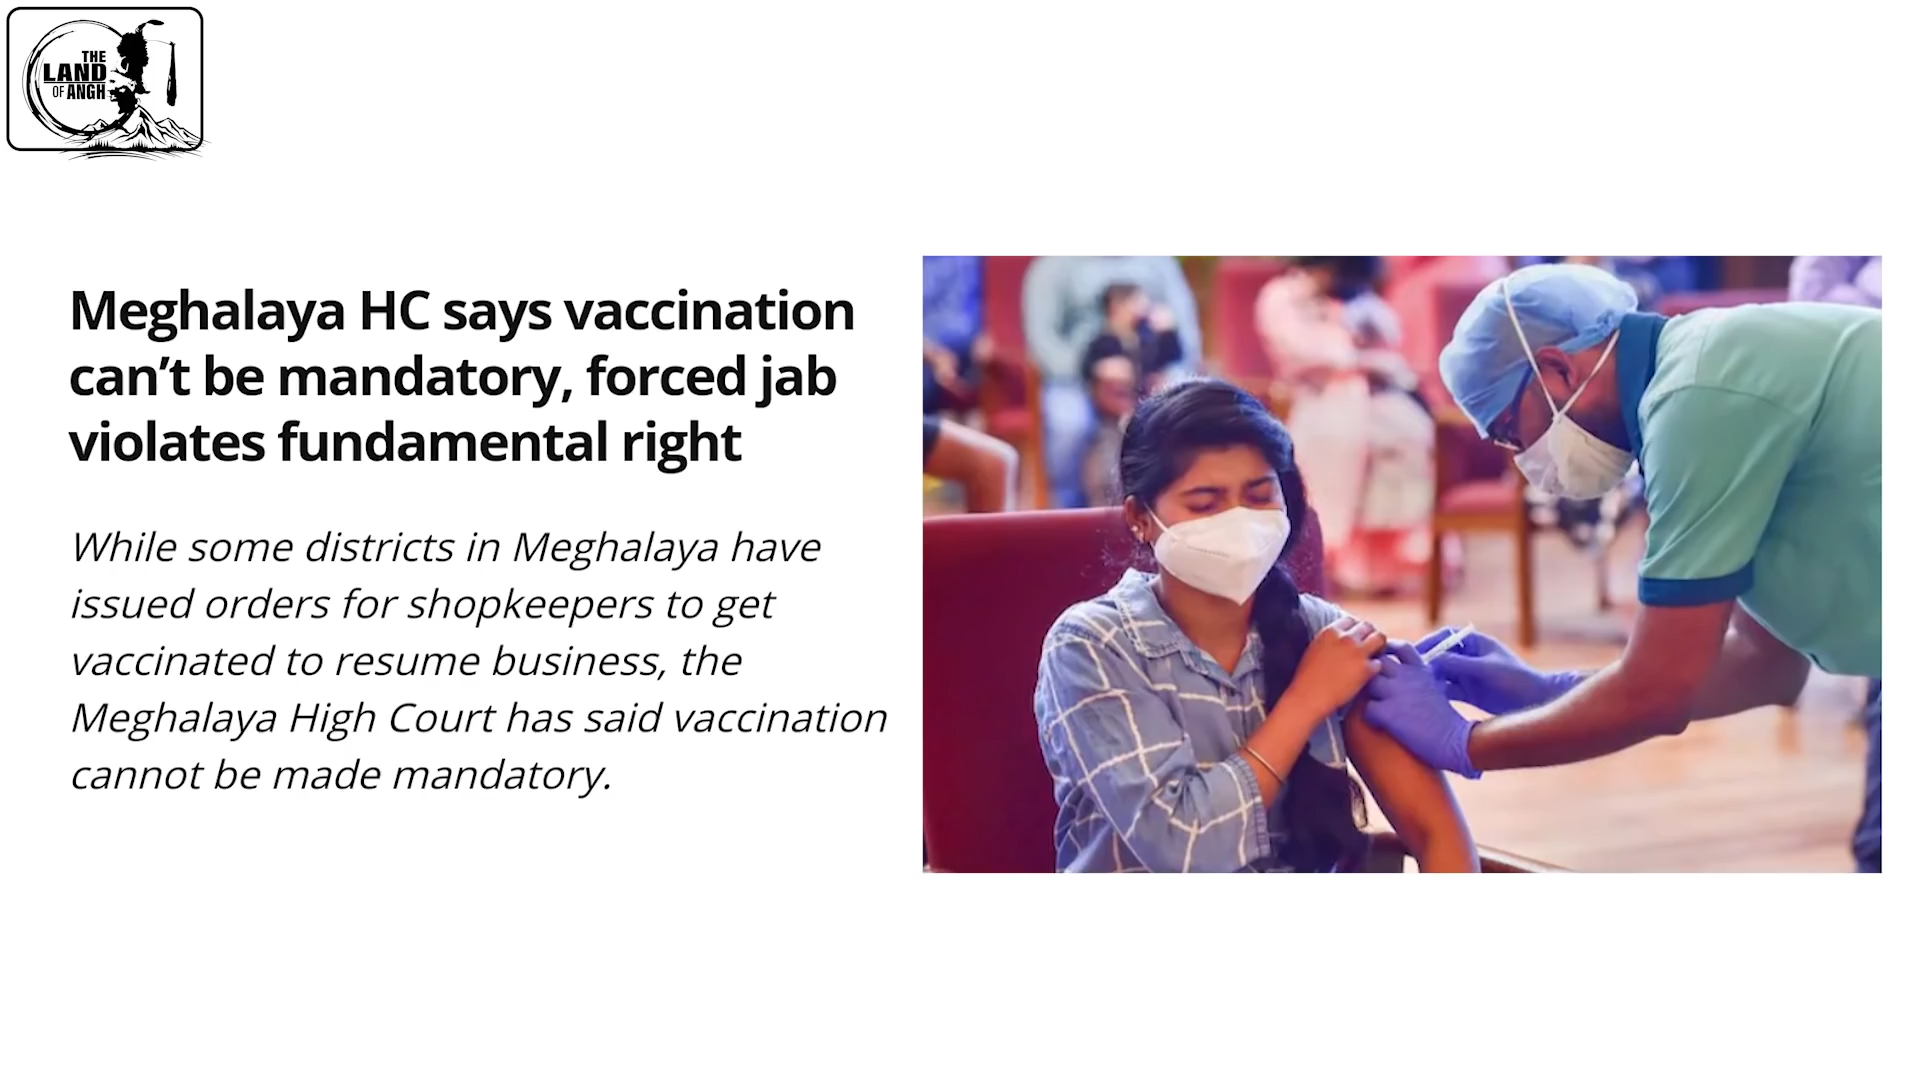 THE
LAND
OF ANGH
Meghalaya HC says vaccination
can’t be mandatory, forced jab
violates fundamental right
While some districts in Meghalaya have
issued orders for shopkeepers to get
vaccinated to resume business, the
Meghalaya High Court has said vaccination
cannot be made mandatory.